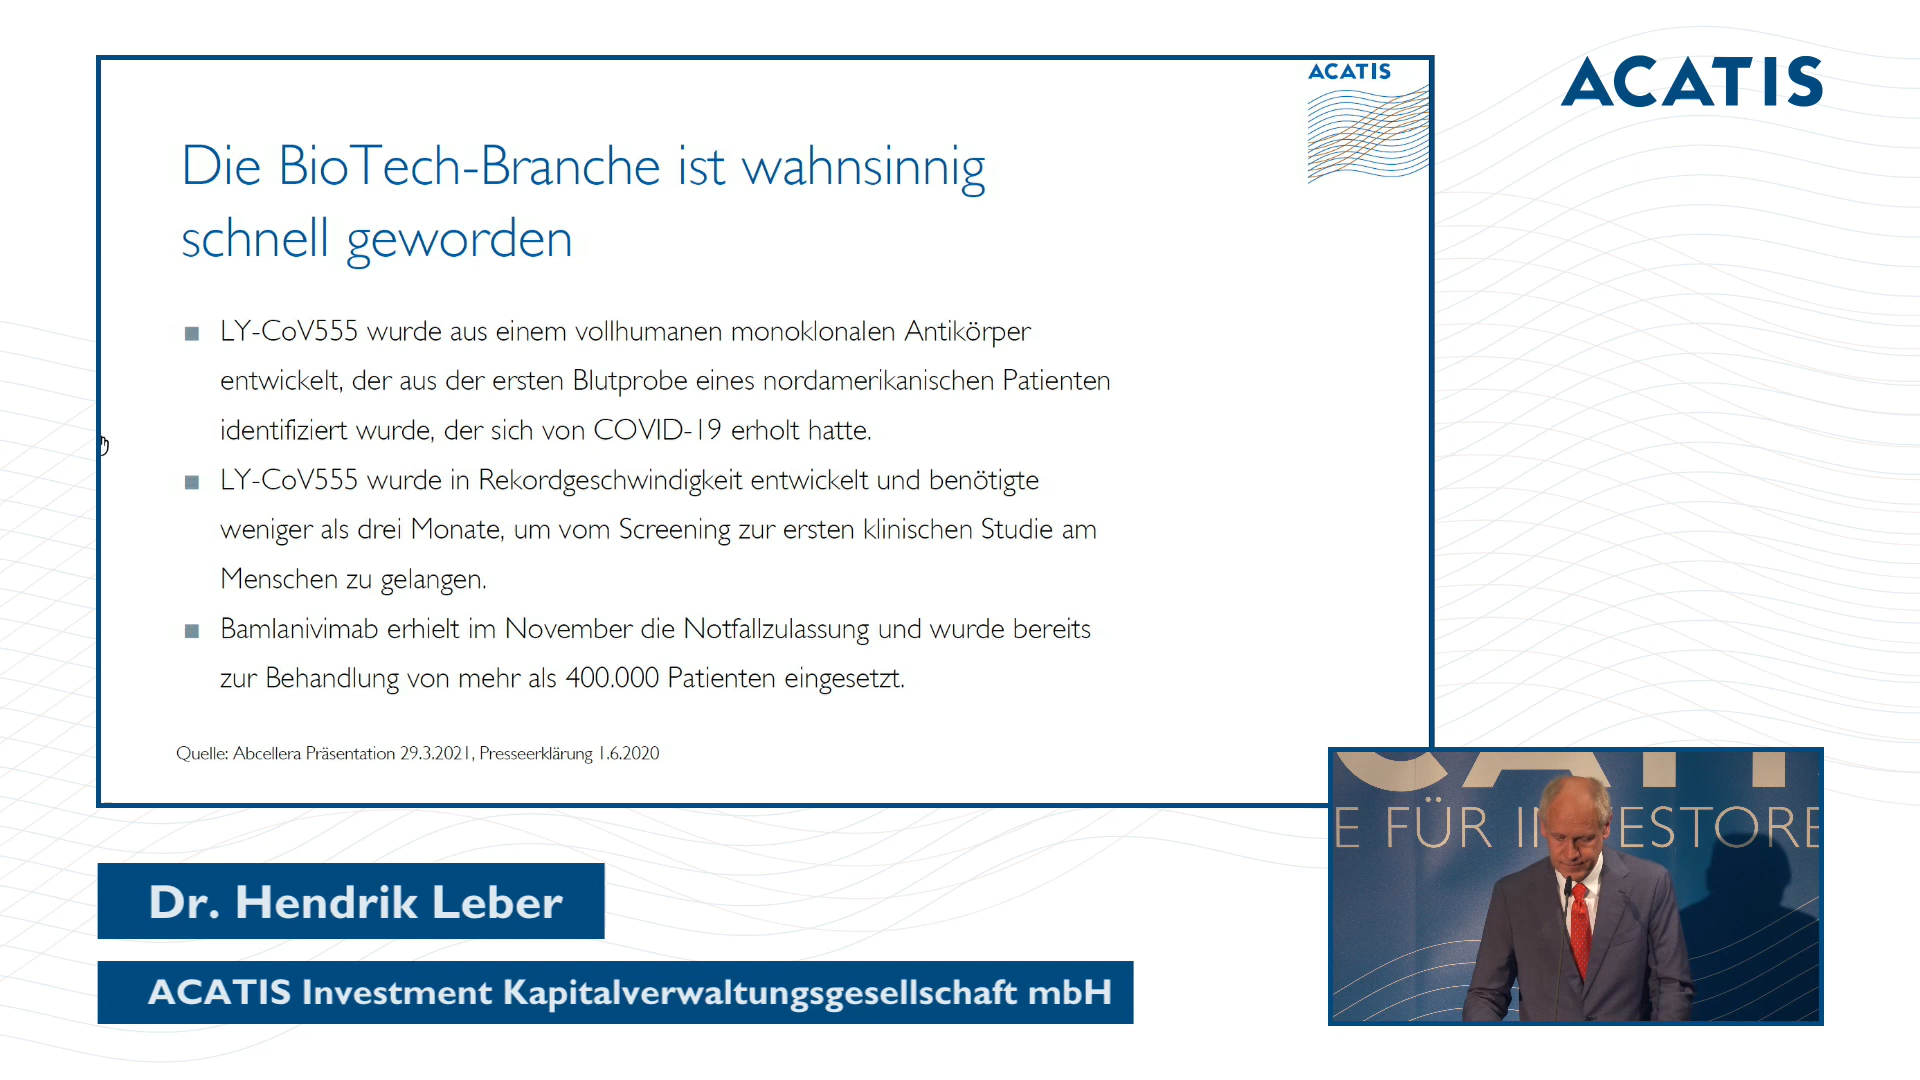 ACATIS
ACATIS
Die BioTech-Branche ist wahnsinnig
schnell geworden
LY-CoV555 wurde aus einem vollhumanen monoklonalen Antikörper
entwickelt, der aus der ersten Blutprobe eines nordamerikanischen Patienten
identifiziert wurde, der sich von COVID-19 erholt hatte.
LY-CoV555 wurde in Rekordgeschwindigkeit entwickelt und benötigte
weniger als drei Monate, um vom Screening zur ersten klinischen Studie am
Menschen zu gelangen.
Bamlanivimab erhielt im November die Notfallzulassung und wurde bereits
zur Behandlung von mehr als 400.000 Patienten eingesetzt.
Quelle: Abcellera Präsentation 29.3.2021, Presseerklärung 1.6.2020
Dr. Hendrik Leber
ACATIS Investment Kapitalverwaltungsgesellschaft mbH
FÜR